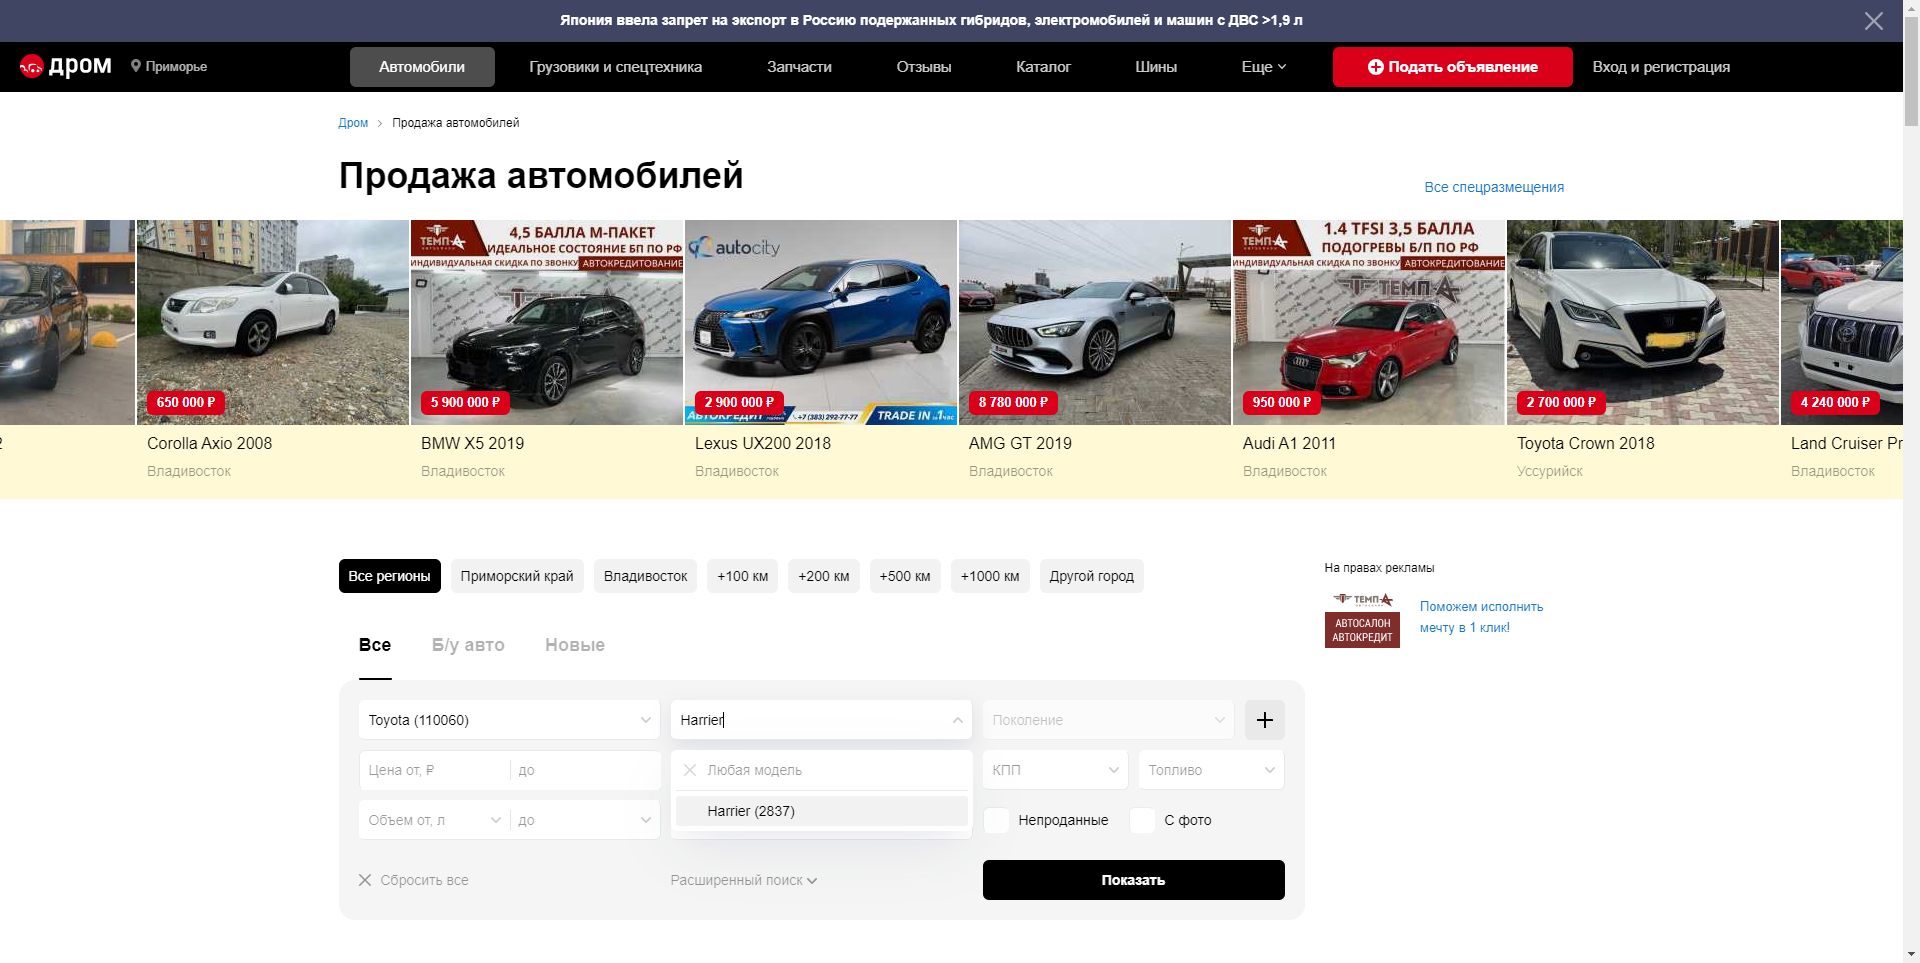 Япония ввела запрет на экспорт в Россию подержанных гибридов, электромобилей и машин с ДВС >1,9 л
дром
Приморье
Автомобили
Грузовики и спецтехника
Запчасти
Отзывы
Каталог
Шины
Еще
Подать объявление
Вход и регистрация
Дром
Продажа автомобилей
Продажа автомобилей
Все спецразмещения
2
650 000 ₽
Corolla Axio 2008
Владивосток
ТЕМП-А
4,5 БАЛЛА М-ПАКЕТ
ИДЕАЛЬНОЕ СОСТОЯНИЕ БП ПО РФ
ИНДИВИДУАЛЬНАЯ СКИДКА ПО ЗВОНКУ
АВТОКРЕДИТОВАНИЕ
5 900 000 ₽
BMW X5 2019
Владивосток
autocity
АВТОКРЕДИТ
+7 (383) 292-77-77
TRADE IN за 1 час
2 900 000 ₽
Lexus UX200 2018
Владивосток
8 780 000 ₽
AMG GT 2019
Владивосток
ТЕМП-А
1.4 TFSI 3,5 БАЛЛА
ПОДОГРЕВЫ Б/П ПО РФ
ИНДИВИДУАЛЬНАЯ СКИДКА ПО ЗВОНКУ
АВТОКРЕДИТОВАНИЕ
ТЕМП-А
950 000 ₽
Audi A1 2011
Владивосток
2 700 000 ₽
Toyota Crown 2018
Уссурийск
4 240 000 ₽
Land Cruiser Pr
Владивосток
Все регионы
Приморский край
Владивосток
+100 км
+200 км
+500 км
+1000 км
Другой город
На правах рекламы
ТЕМП-А
АВТОСАЛОН
АВТОКРЕДИТ
Поможем исполнить
мечту в 1 клик!
Все
Б/у авто
Новые
Toyota (110060)
Harrier
Поколение
Цена от, ₽
до
Любая модель
КПП
Топливо
Harrier (2837)
Объем от, л
до
Непроданные
С фото
Сбросить все
Расширенный поиск
Показать